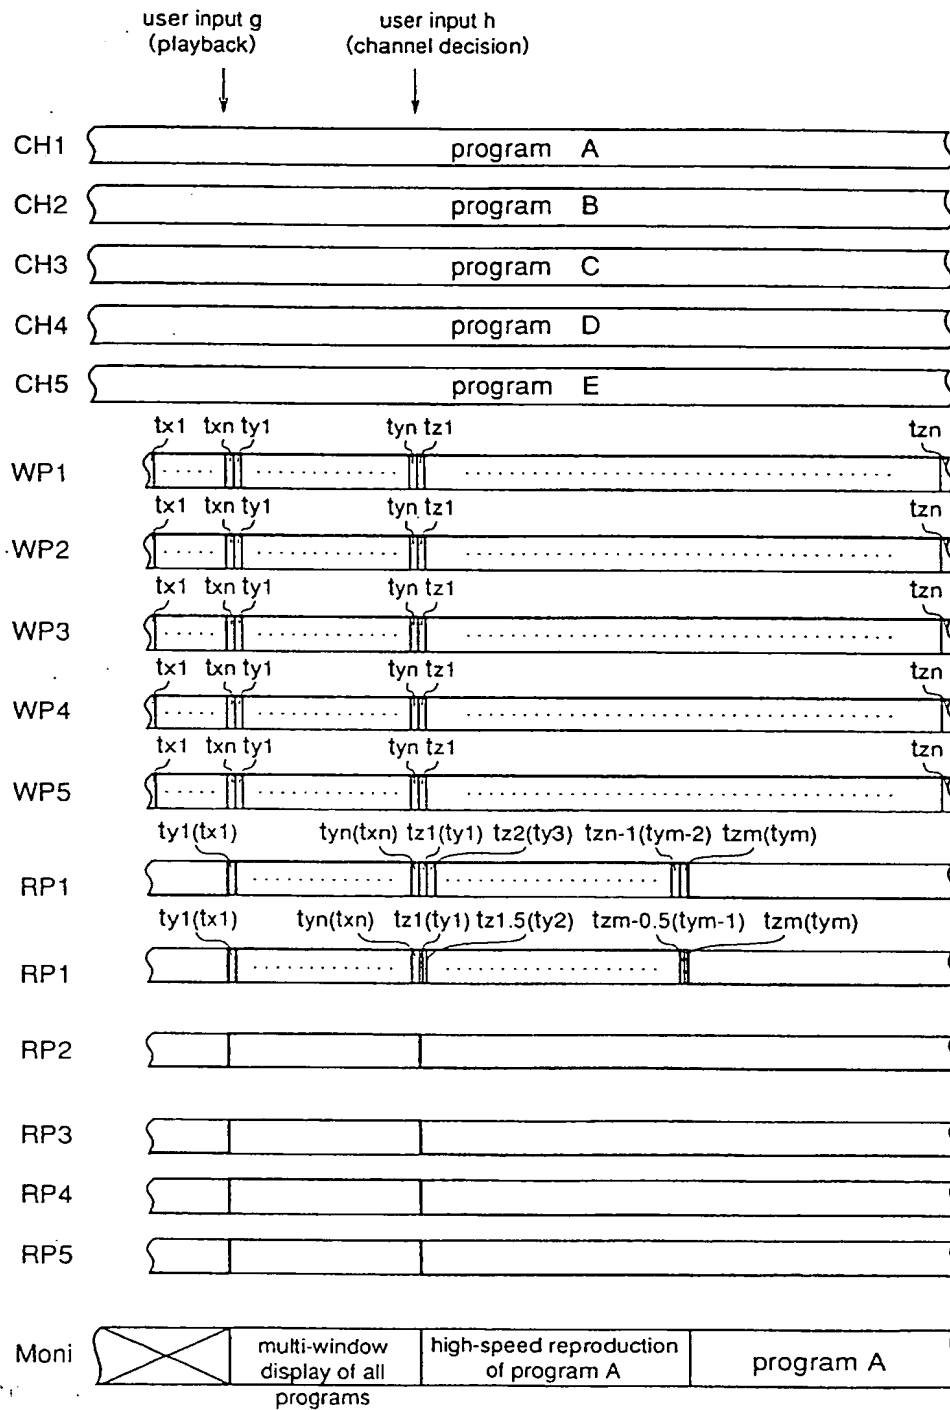 user input g
(playback)
user input h
(channel decision)
CH1
program A
CH2
program B
CH3
program C
CH4
program D
CH5
program E
tx1 txn ty1 tyn tz1 tzn
WP1
tx1 txn ty1 tyn tz1 tzn
WP2
tx1 txn ty1 tyn tz1 tzn
WP3
tx1 txn ty1 tyn tz1 tzn
WP4
tx1 txn ty1 tyn tz1 tzn
WP5
ty1(tx1) tyn(txn) tz1(ty1) tz2(ty3) tzn-1(tym-2) tzm(tym)
RP1
ty1(tx1) tyn(txn) tz1(ty1) tz1.5(ty2) tzm-0.5(tym-1) tzm(tym)
RP1
RP2
RP3
RP4
RP5
Moni
multi-window
display of all
programs
high-speed reproduction
of program A
program A